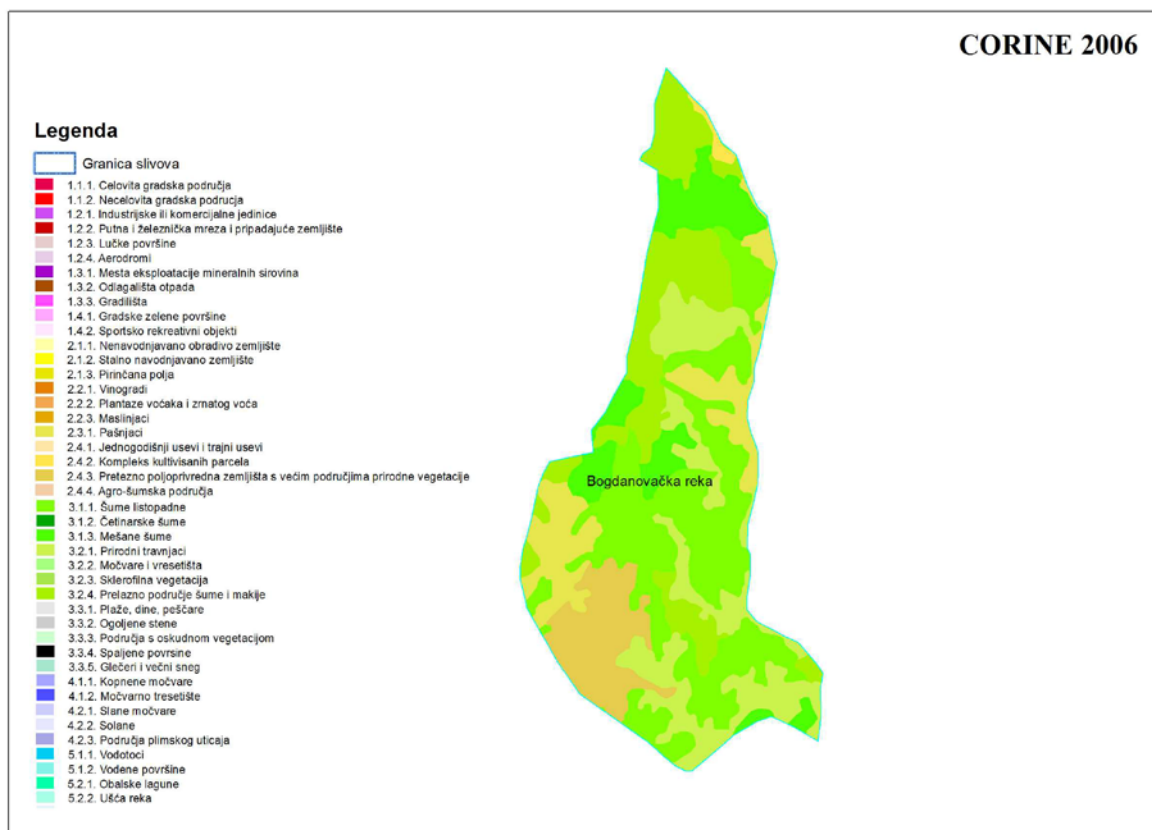 CORINE 2006
Legenda
Granica slivova
1.1.1. Celovita gradska područja
1.1.2. Necelovita gradska podrucja
1.2.1. Industrijske ili komercijalne jedinice
1.2.2. Putna i železnička mreza i pripadajuće zemljište
1.2.3. Lučke površine
1.2.4. Aerodromi
1.3.1. Mesta eksploatacije mineralnih sirovina
1.3.2. Odlagališta otpada
1.3.3. Gradilišta
1.4.1. Gradske zelene površine
1.4.2. Sportsko rekreativni objekti
2.1.1. Nenavodnjavano obradivo zemljište
2.1.2. Stalno navodnjavano zemljište
2.1.3. Pirinčana polja
2.2.1. Vinogradi
2.2.2. Plantaze voćaka i zrnatog voća
2.2.3. Maslinjaci
2.3.1. Pašnjaci
2.4.1. Jednogodišnji usevi i trajni usevi
2.4.2. Kompleks kultivisanih parcela
2.4.3. Pretezno poljoprivredna zemljišta s većim područjima prirodne vegetacije
2.4.4. Agro-šumska područja
3.1.1. Šume listopadne
3.1.2. Četinarske šume
3.1.3. Mešane šume
3.2.1. Prirodni travnjaci
3.2.2. Močvare i vresetišta
3.2.3. Sklerofilna vegetacija
3.2.4. Prelazno područje šume i makije
3.3.1. Plaže, dine, peščare
3.3.2. Ogoljene stene
3.3.3. Područja s oskudnom vegetacijom
3.3.4. Spaljene povrsine
3.3.5. Glečeri i večni sneg
4.1.1. Kopnene močvare
4.1.2. Močvarno tresetište
4.2.1. Slane močvare
4.2.2. Solane
4.2.3. Područja plimskog uticaja
5.1.1. Vodotoci
5.1.2. Vodene površine
5.2.1. Obalske lagune
5.2.2. Ušća reka
Bogdanovačka reka